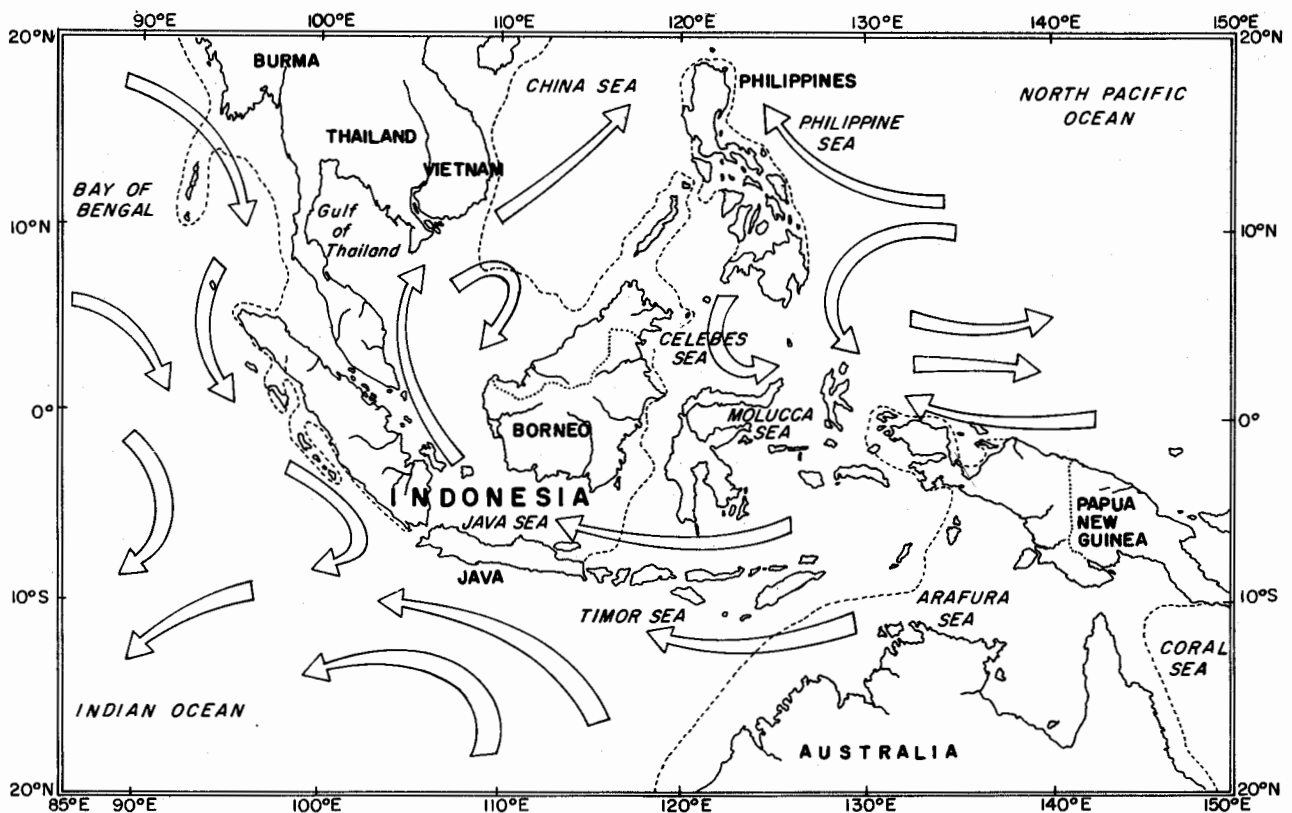 90°E 100°E 110°E 120°E 130°E 140°E 150°E
20°N
20°N
BURMA
CHINA SEA
PHILIPPINES
NORTH PACIFIC
OCEAN
PHILIPPINE
SEA
THAILAND
VIETNAM
BAY OF
BENGAL
Gulf
of
Thailand
10°N
10°N
CELEBES
SEA
0°
0°
MOLUCCA
SEA
BORNEO
INDONESIA
JAVA SEA
PAPUA
NEW
GUINEA
JAVA
10°S
10°S
TIMOR SEA
ARAFURA
SEA
CORAL
SEA
INDIAN OCEAN
AUSTRALIA
20°N
20°N
85°E 90°E 100°E 110°E 120°E 130°E 140°E 150°E